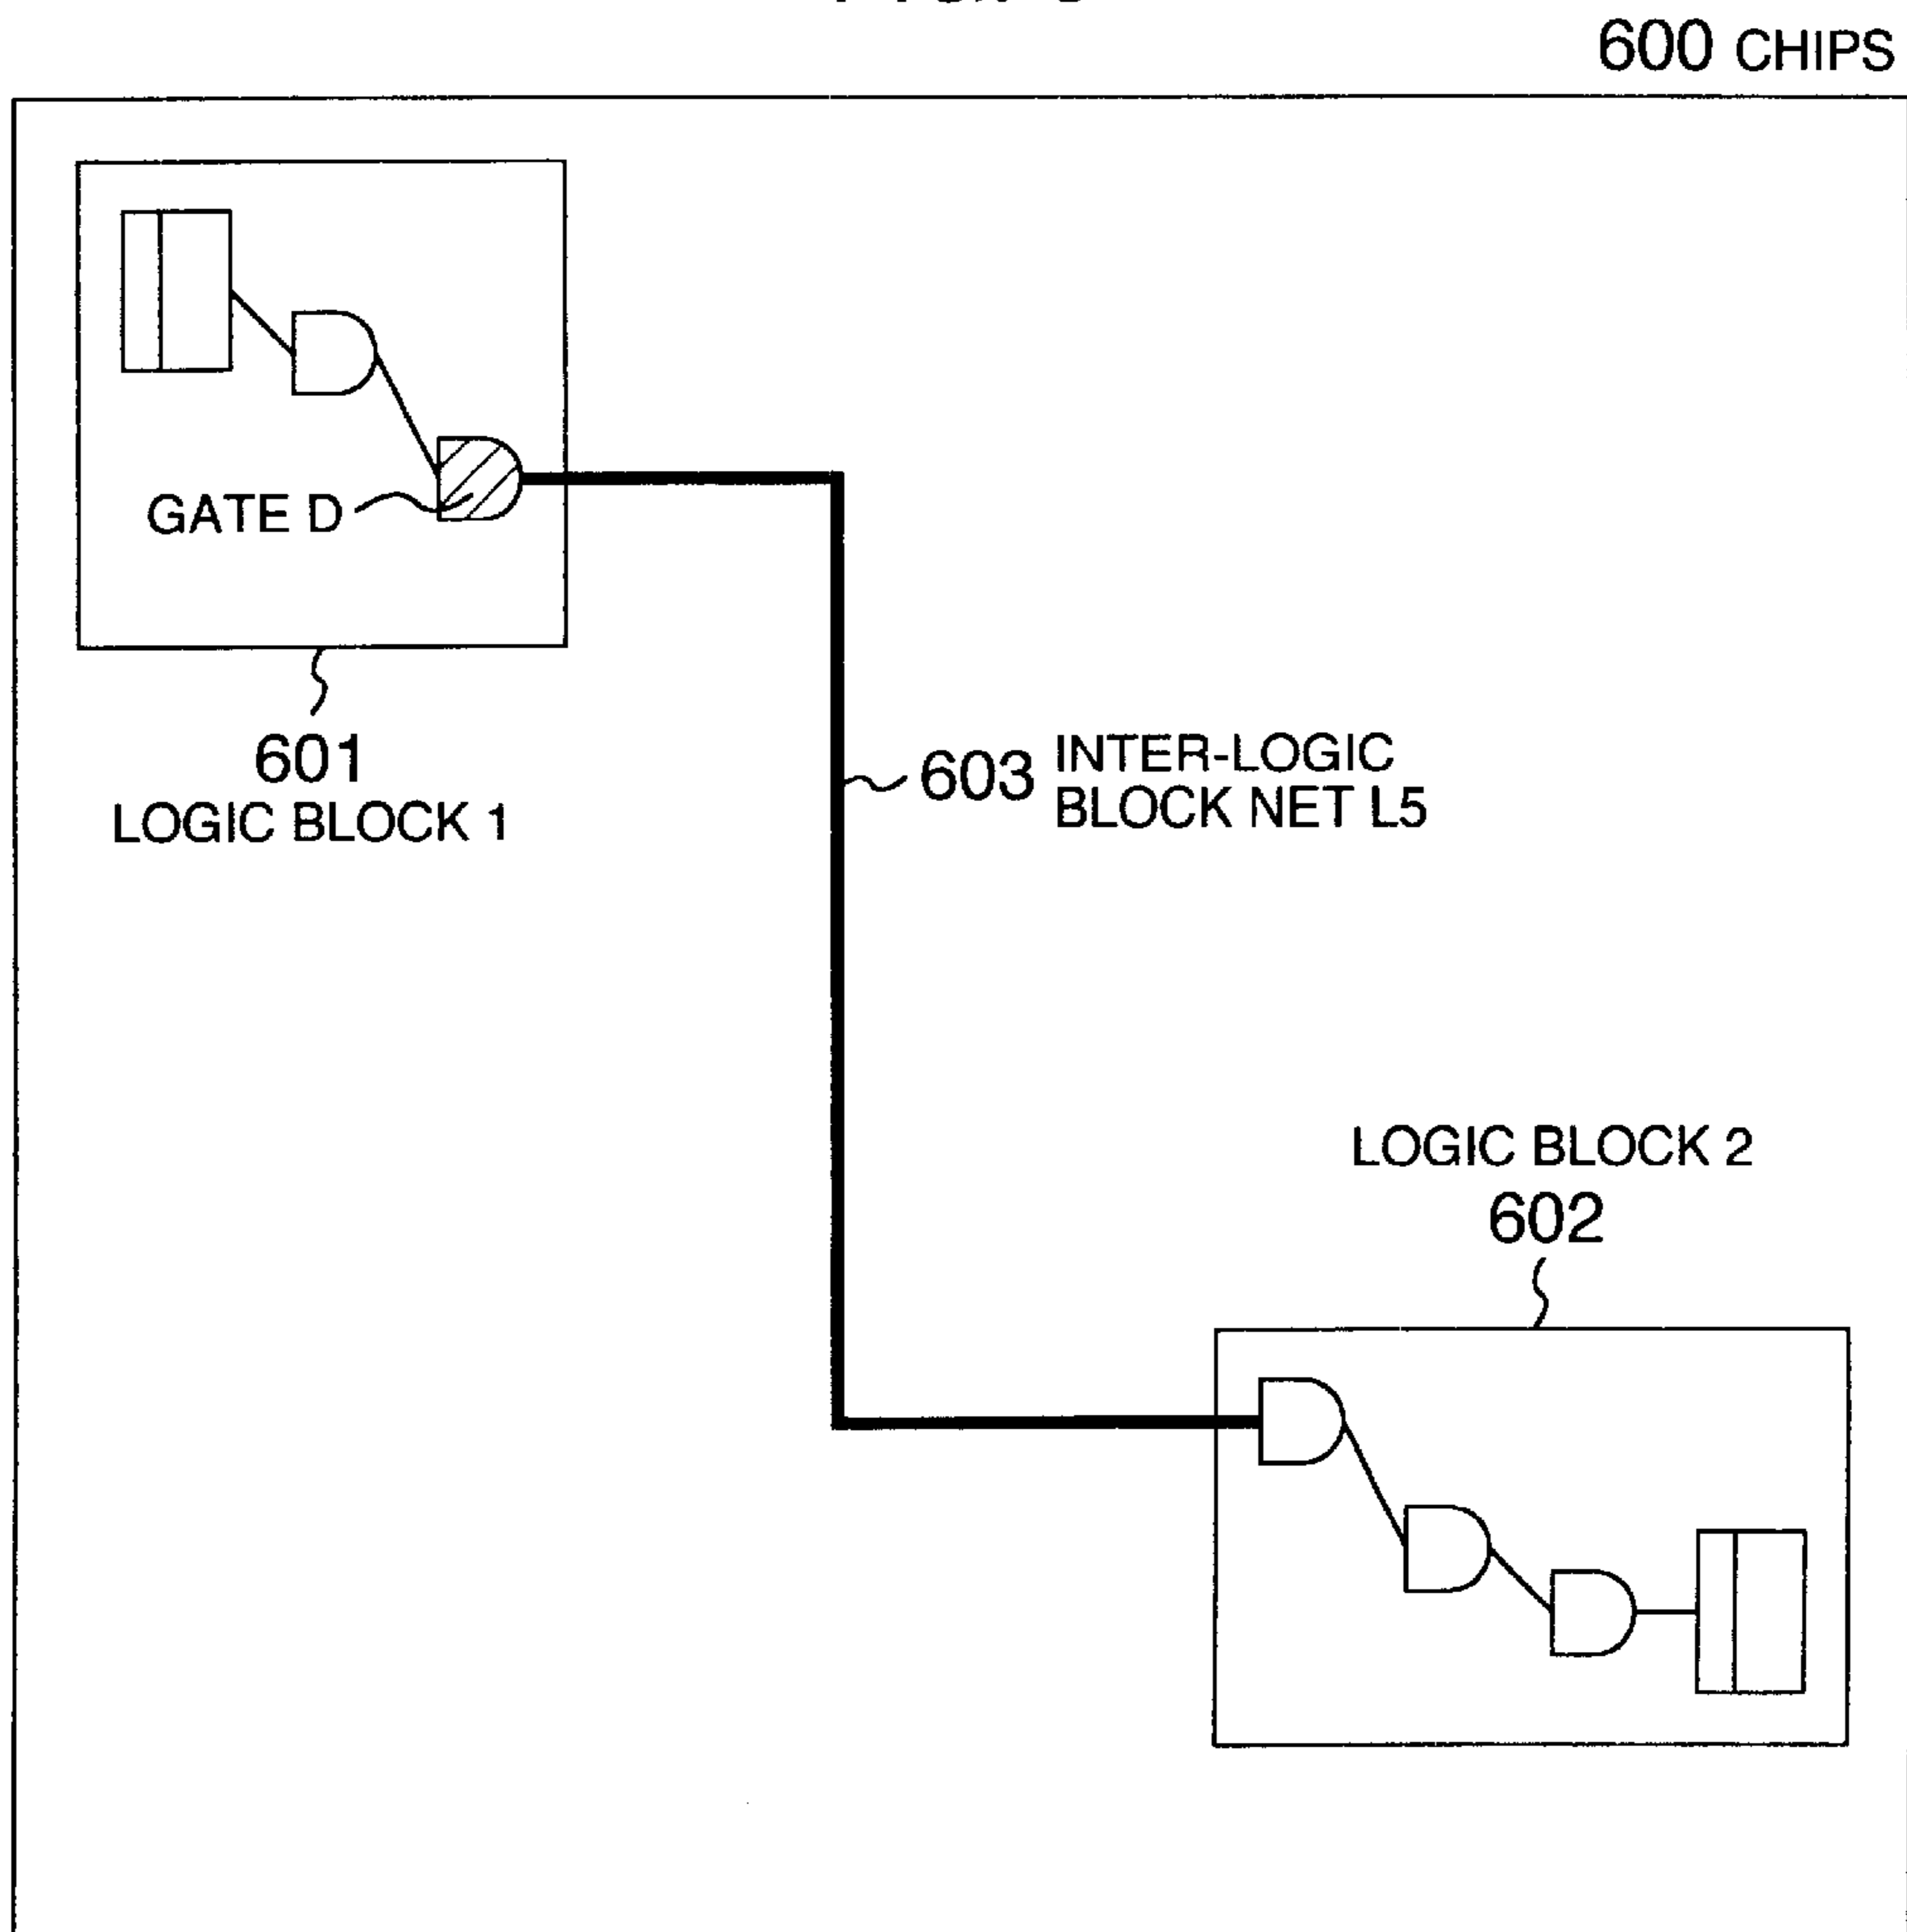 600 CHIPS
GATE D
601
LOGIC BLOCK 1
603 INTER-LOGIC
BLOCK NET L5
LOGIC BLOCK 2
602